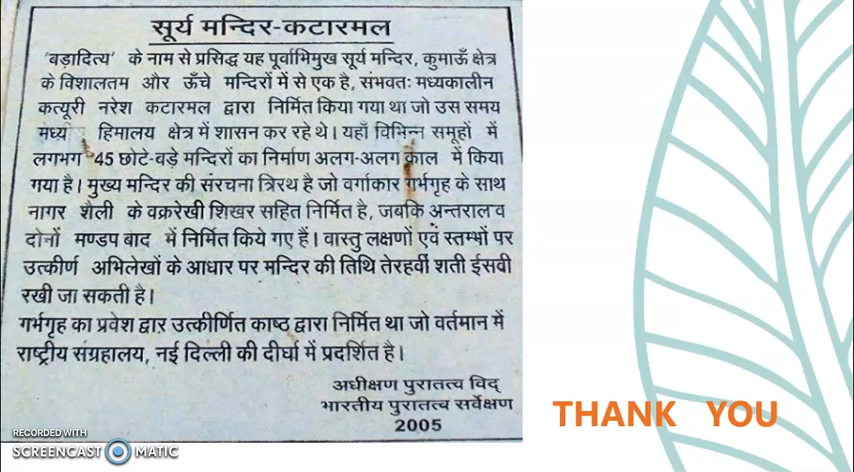 सूर्य मन्दिर-कटारमल
'बड़ादित्य' के नाम से प्रसिद्ध यह पूर्वाभिमुख सूर्य मन्दिर, कुमाऊँ क्षेत्र
के विशालतम और ऊँचे मन्दिरों में से एक है, संभवतः मध्यकालीन
कत्यूरी नरेश कटारमल द्वारा निर्मित किया गया था जो उस समय
मध्य हिमालय क्षेत्र में शासन कर रहे थे। यहाँ विभिन्न समूहों में
लगभग 45 छोटे-बड़े मन्दिरों का निर्माण अलग-अलग काल में किया
गया है। मुख्य मन्दिर की संरचना त्रिरथ है जो वर्गाकार गर्भगृह के साथ
नागर शैली के वक्ररेखी शिखर सहित निर्मित है, जबकि अन्तराल व
दोनों मण्डप बाद में निर्मित किये गए हैं। वास्तु लक्षणों एवं स्तम्भों पर
उत्कीर्ण अभिलेखों के आधार पर मन्दिर की तिथि तेरहवीं शती ईसवी
रखी जा सकती है।
गर्भगृह का प्रवेश द्वार उत्कीर्णित काष्ठ द्वारा निर्मित था जो वर्तमान में
राष्ट्रीय संग्रहालय, नई दिल्ली की दीर्घा में प्रदर्शित है।
अधीक्षण पुरातत्व विद्
भारतीय पुरातत्व सर्वेक्षण
2005
THANK YOU
RECORDED WITH
SCREENCAST MATIC